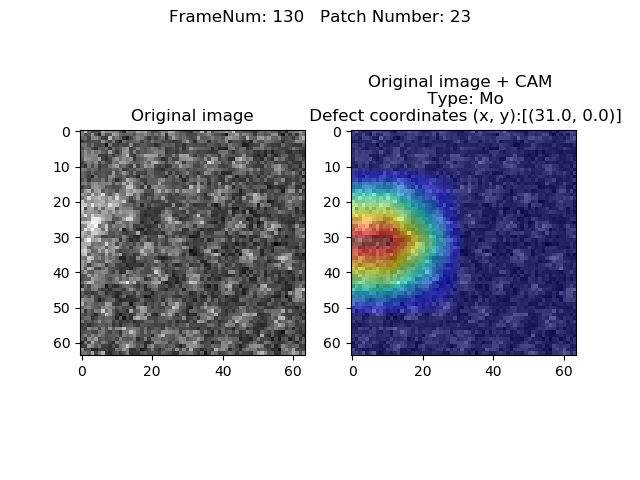 FrameNum: 130   Patch Number: 23
Original image
Original image + CAM
Type: Mo
Defect coordinates (x, y):[(31.0, 0.0)]
0
10
20
30
40
50
60
0 20 40 60
0
10
20
30
40
50
60
0 20 40 60